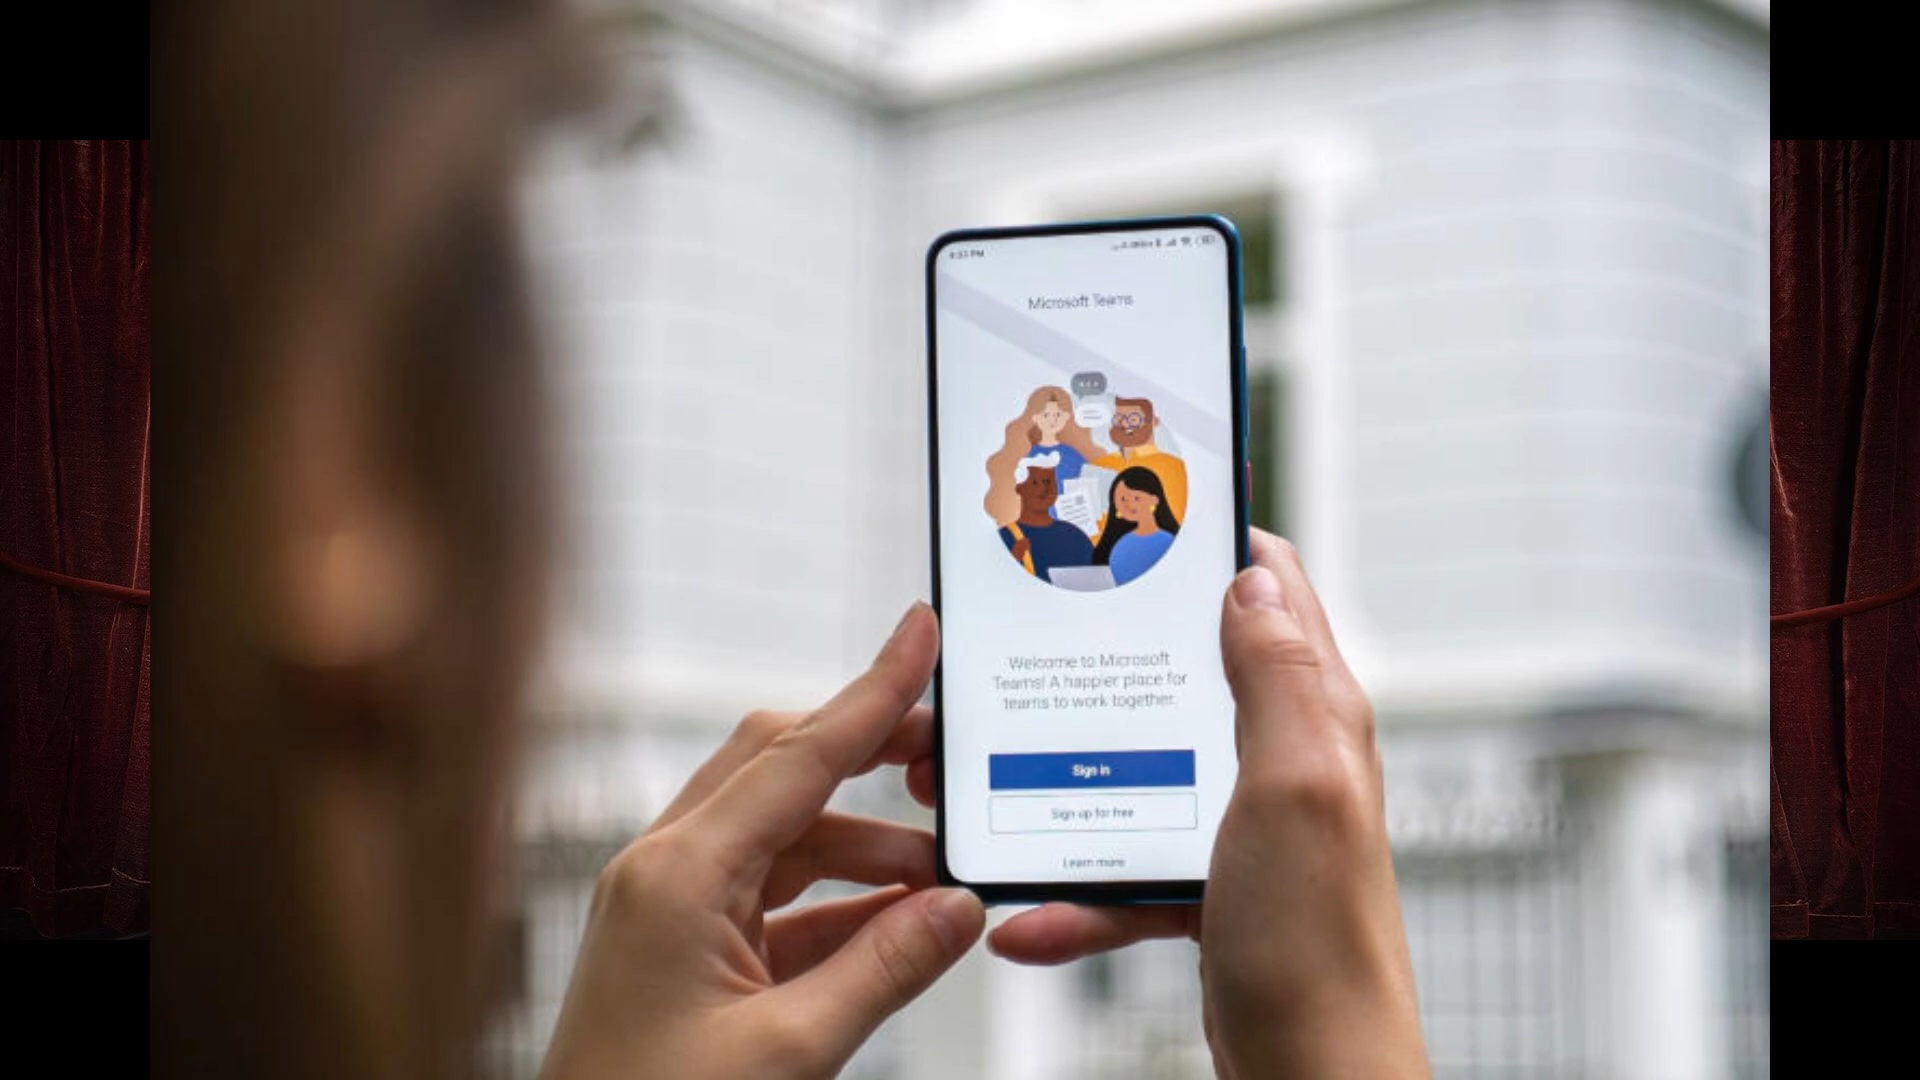 Microsoft Teams
Welcome to Microsoft
Teams! A happier place for
teams to work together.
Sign in
Sign up for free
Learn more